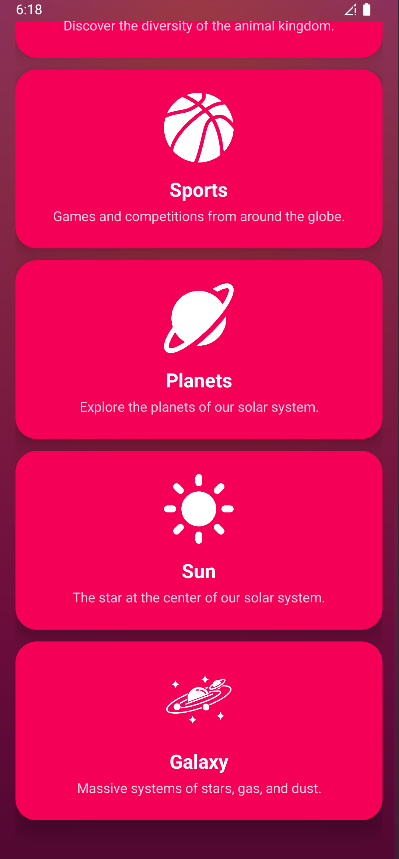 6:18
Discover the diversity of the animal kingdom.
Sports
Games and competitions from around the globe.
Planets
Explore the planets of our solar system.
Sun
The star at the center of our solar system.
Galaxy
Massive systems of stars, gas, and dust.